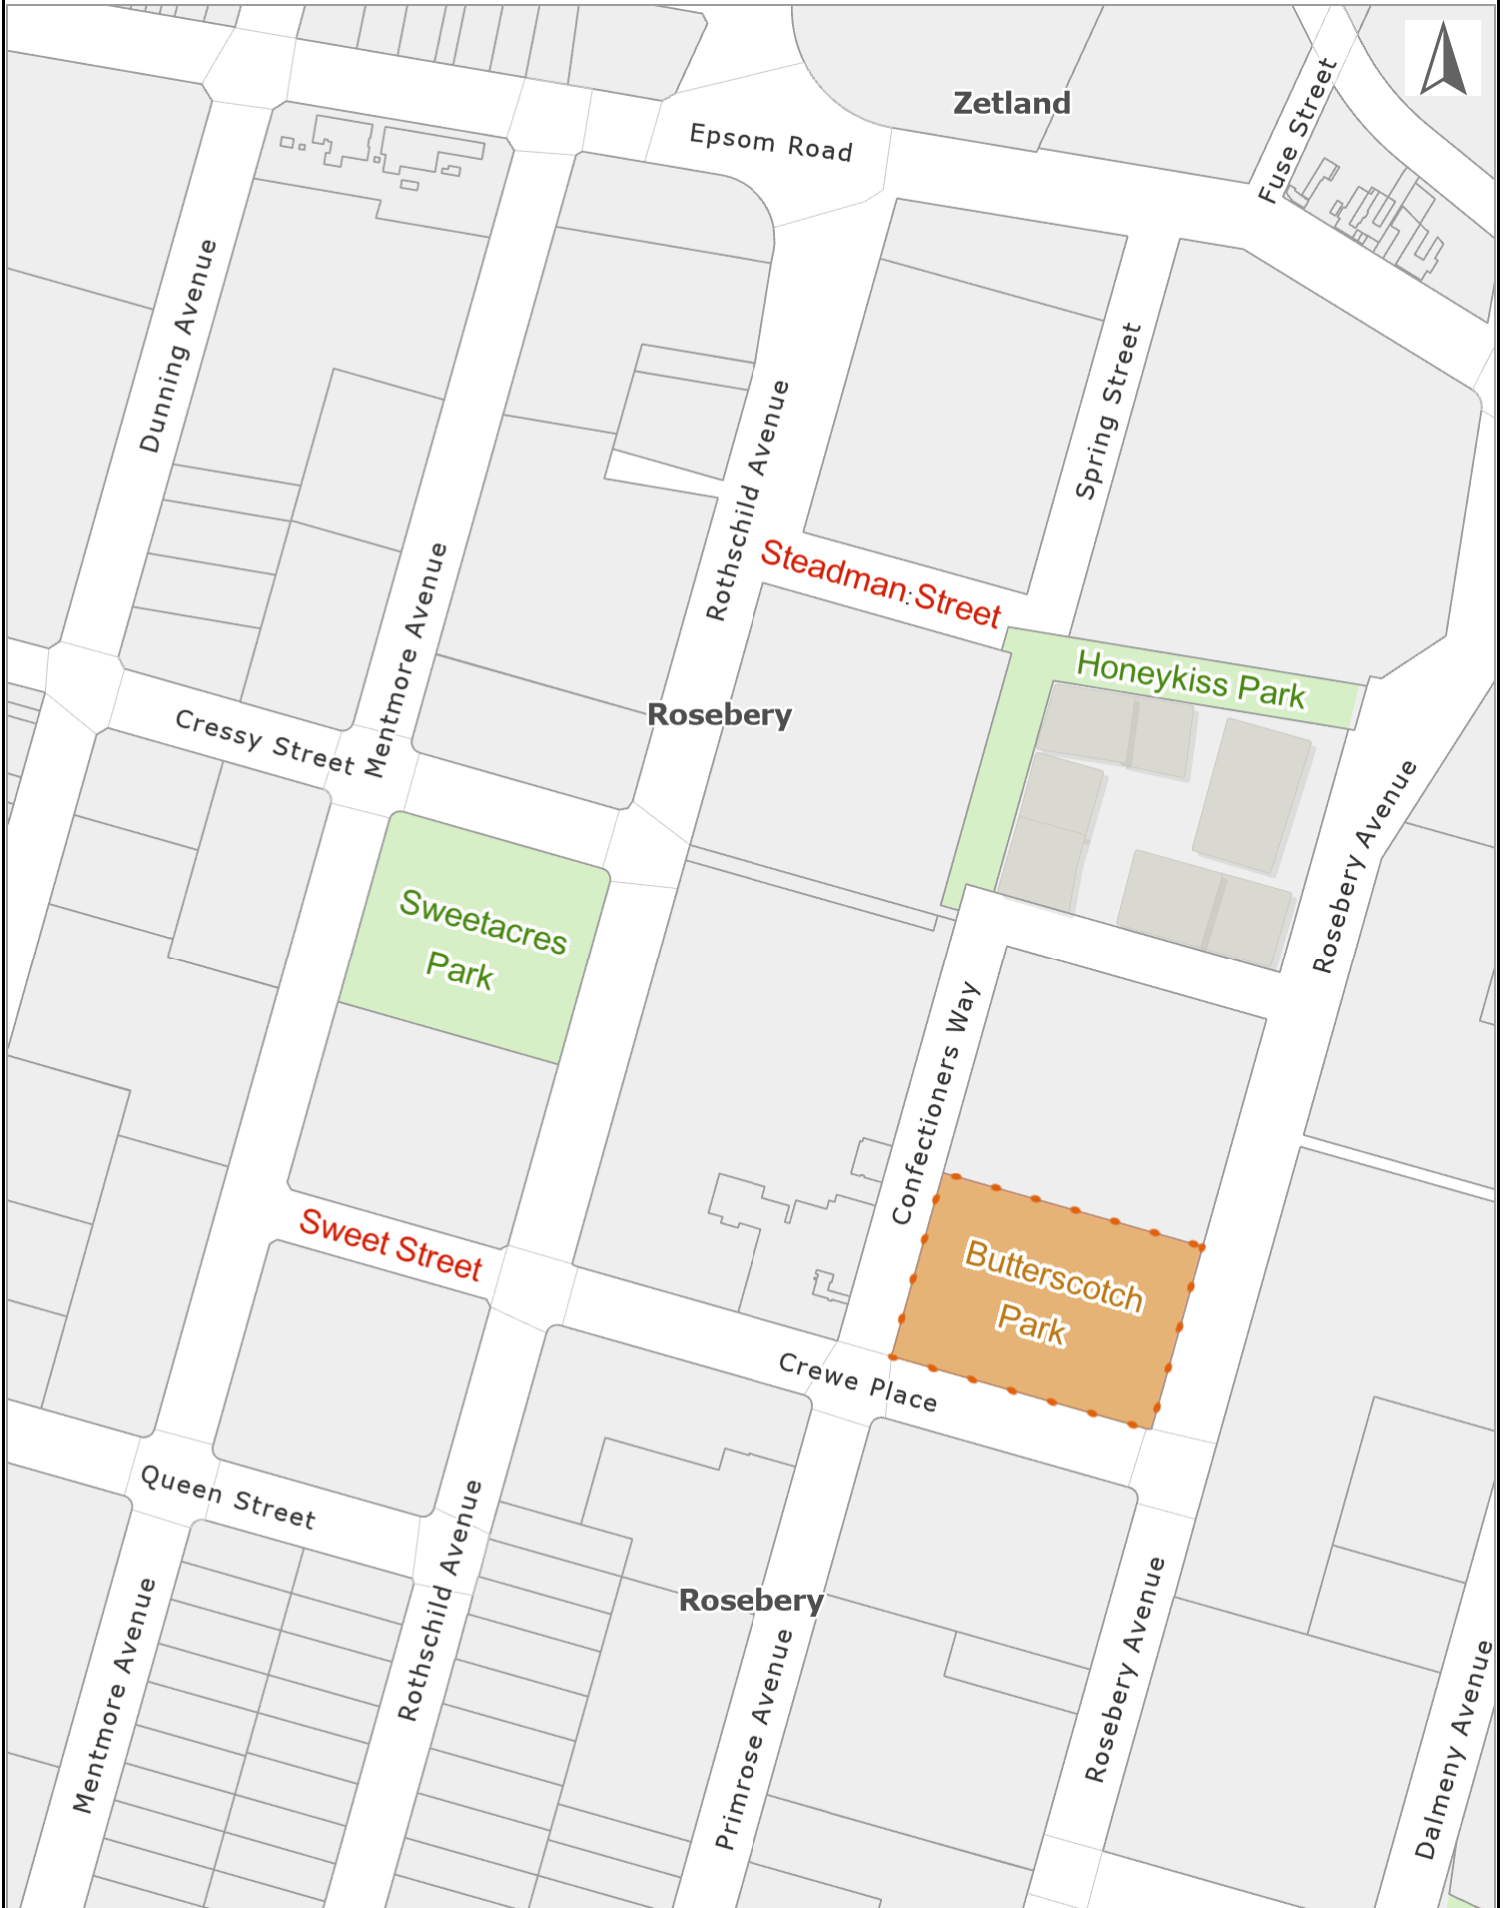 Zetland
Epsom Road
Fuse Street
Dunning Avenue
Spring Street
Rothschild Avenue
Steadman Street
Mentmore Avenue
Honeykiss Park
Rosebery
Cressy Street
Rosebery Avenue
Sweetacres
Park
Confectioners Way
Sweet Street
Butterscotch
Park
Crewe Place
Queen Street
Rothschild Avenue
Mentmore Avenue
Rosebery
Primrose Avenue
Rosebery Avenue
Dalmeny Avenue